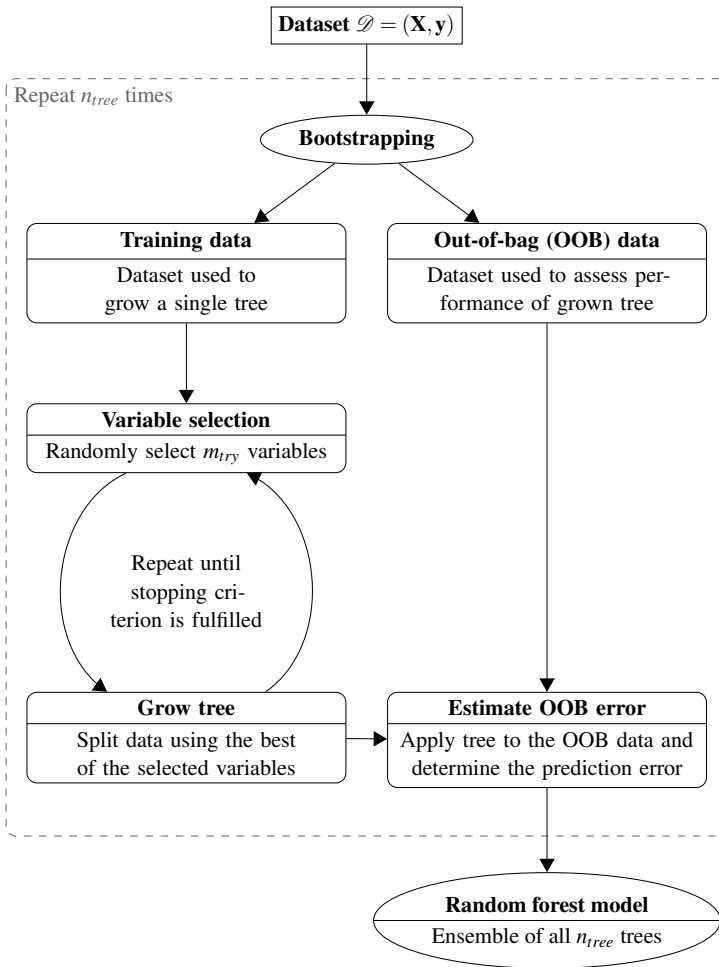 Dataset 𝒟 = (X, y)
Repeat n_tree times
Bootstrapping
Training data
Dataset used to
grow a single tree
Out-of-bag (OOB) data
Dataset used to assess per-
formance of grown tree
Variable selection
Randomly select m_try variables
Repeat until
stopping cri-
terion is fulfilled
Grow tree
Split data using the best
of the selected variables
Estimate OOB error
Apply tree to the OOB data and
determine the prediction error
Random forest model
Ensemble of all n_tree trees